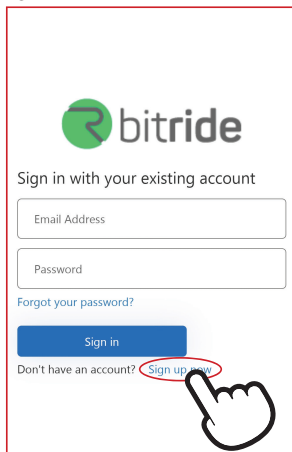 bitride
Sign in with your existing account
Email Address
Password
Forgot your password?
Sign in
Don't have an account? Sign up now